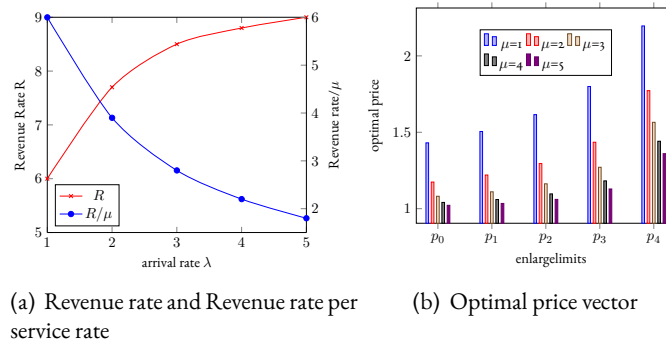 9
8
7
6
5
Revenue Rate R
6
5
4
3
2
Revenue rate/μ
R
R/μ
1 2 3 4 5
arrival rate λ
2
1.5
1
optimal price
μ=1 μ=2 μ=3
μ=4 μ=5
p0 p1 p2 p3 p4
enlargelimits
(a) Revenue rate and Revenue rate per
service rate
(b) Optimal price vector